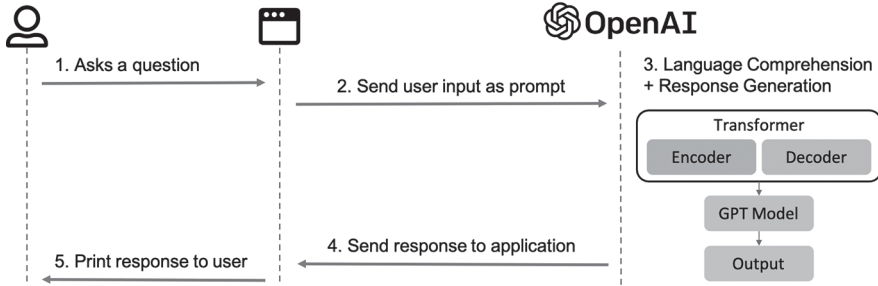 OpenAI
1. Asks a question
2. Send user input as prompt
3. Language Comprehension
+ Response Generation
Transformer
Encoder
Decoder
GPT Model
Output
4. Send response to application
5. Print response to user